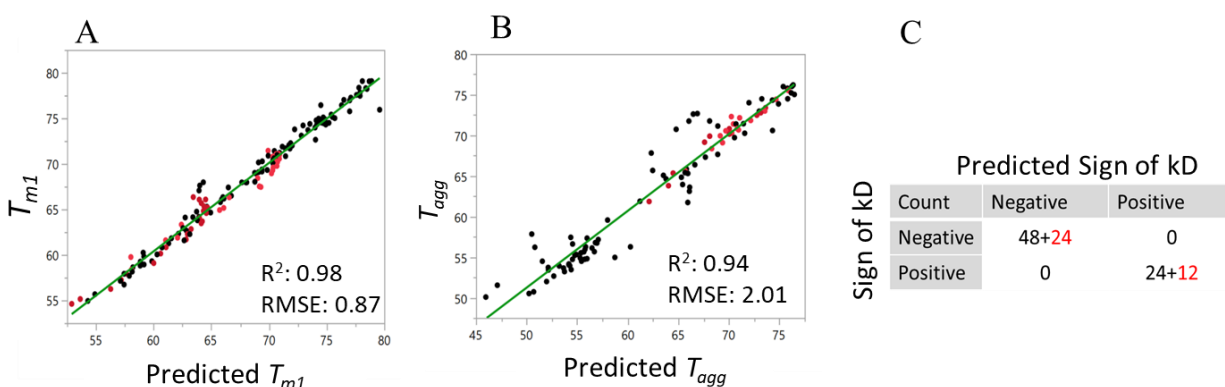 A
80
75
70
65
60
55
T_m1
55 60 65 70 75 80
Predicted T_m1
R²: 0.98
RMSE: 0.87
B
80
75
70
65
60
55
50
T_agg
45 50 55 60 65 70 75
Predicted T_agg
R²: 0.94
RMSE: 2.01
C
Predicted Sign of kD
Sign of kD
Count Negative Positive
Negative 48+24 0
Positive 0 24+12